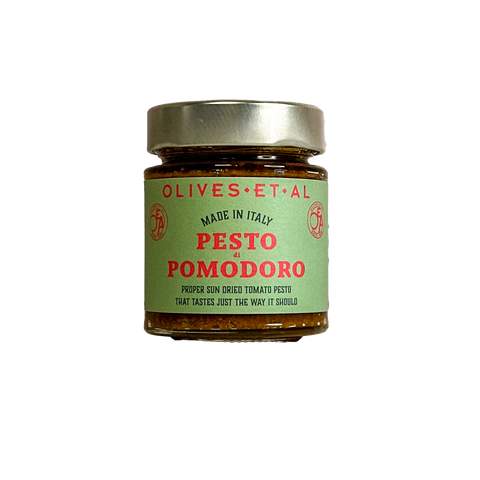 OLIVES·ET·AL
MADE IN ITALY
PESTO
di
POMODORO
PROPER SUN DRIED TOMATO PESTO
THAT TASTES JUST THE WAY IT SHOULD